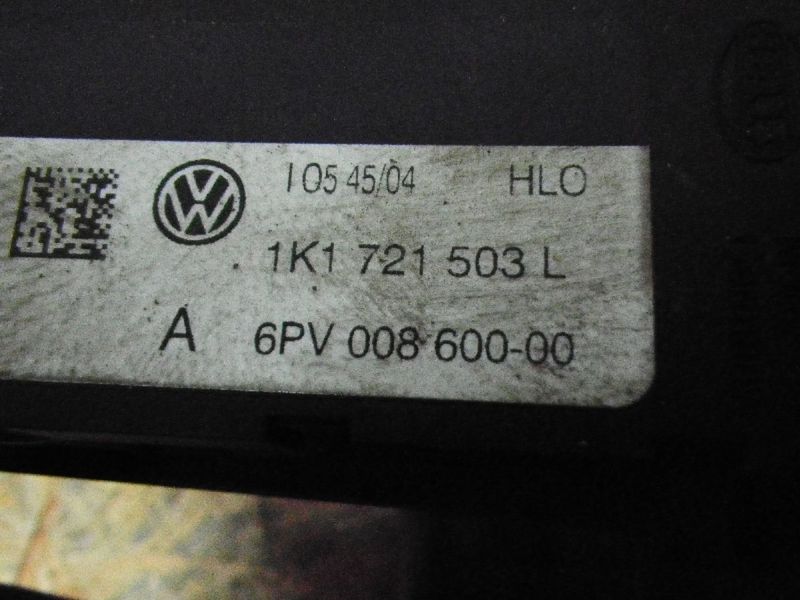 I 05 45/04 HLO
1K1 721 503 L
A 6PV 008 600-00